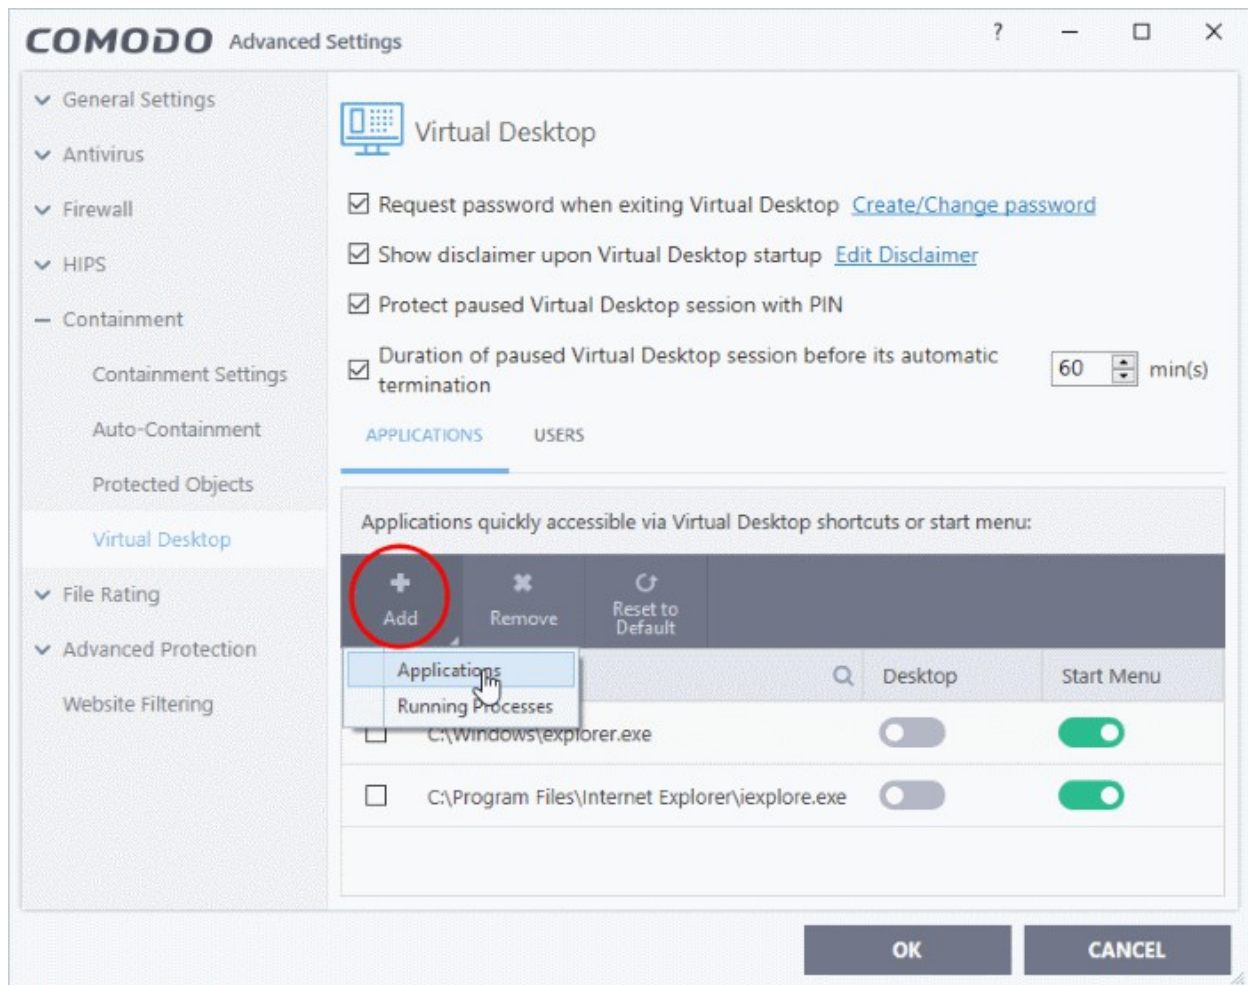 COMODO Advanced Settings ?
General Settings
Antivirus
Firewall
HIPS
Containment
Containment Settings
Auto-Containment
Protected Objects
Virtual Desktop
File Rating
Advanced Protection
Website Filtering
Virtual Desktop
Request password when exiting Virtual Desktop Create/Change password
Show disclaimer upon Virtual Desktop startup Edit Disclaimer
Protect paused Virtual Desktop session with PIN
Duration of paused Virtual Desktop session before its automatic
termination
60 min(s)
APPLICATIONS USERS
Applications quickly accessible via Virtual Desktop shortcuts or start menu:
Add
Remove
Reset to
Default
Applications
Running Processes
Desktop Start Menu
C:\Windows\explorer.exe
C:\Program Files\Internet Explorer\iexplore.exe
OK CANCEL